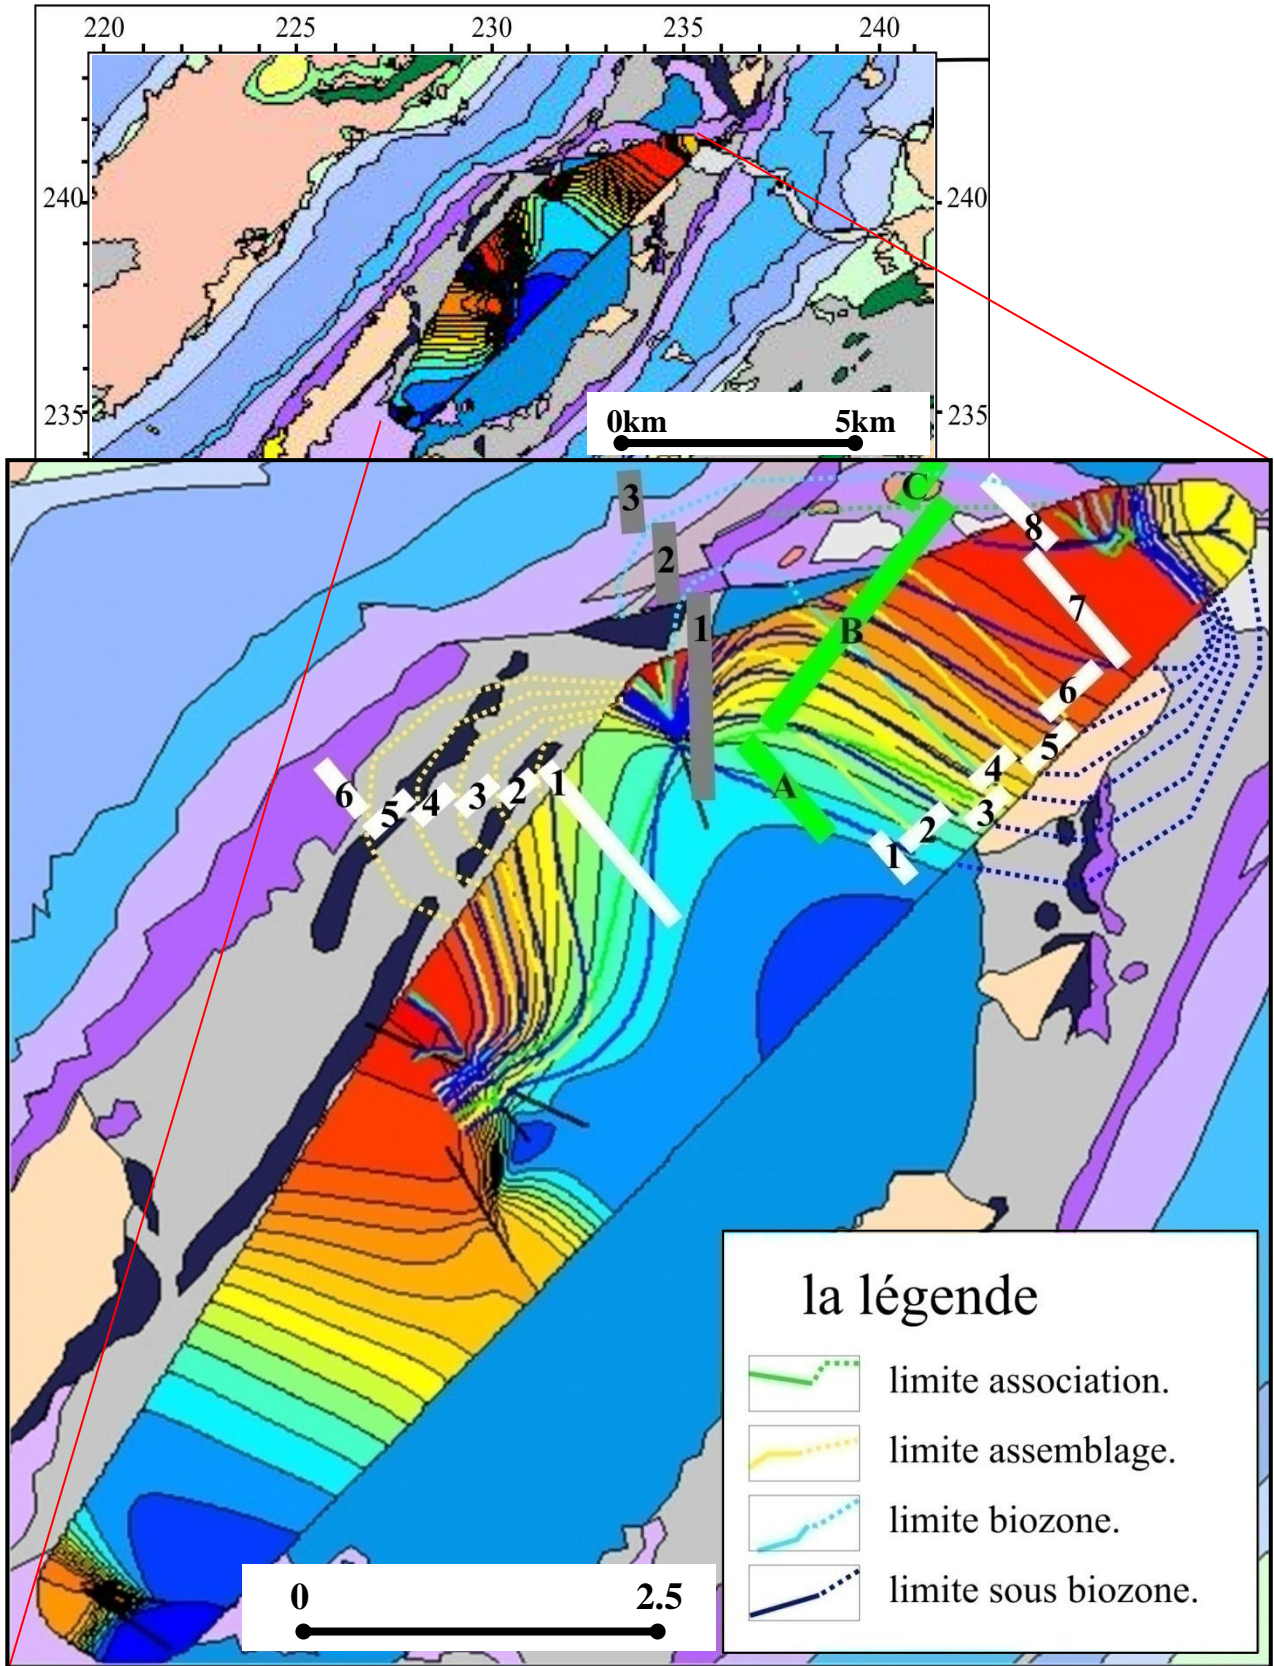 220 225 230 235 240
240 240
235 235
0km 5km
3
2
1
C
B
A
8
7
6
5
4
3
2
1
6
5
4
3
2
1
la légende
limite association.
limite assemblage.
limite biozone.
limite sous biozone.
0 2.5